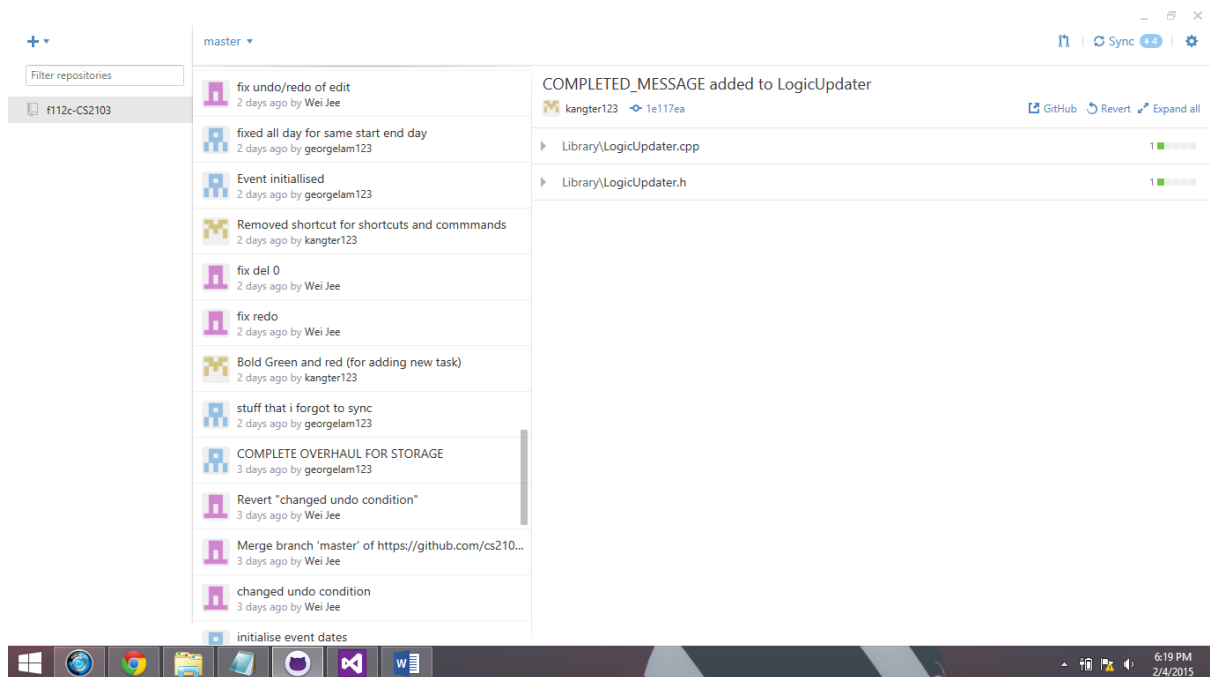 master
Sync +4
Filter repositories
f112c-CS2103
fix undo/redo of edit
2 days ago by Wei Jee
fixed all day for same start end day
2 days ago by georgelam123
Event initiallised
2 days ago by georgelam123
Removed shortcut for shortcuts and commmands
2 days ago by kangter123
fix del 0
2 days ago by Wei Jee
fix redo
2 days ago by Wei Jee
Bold Green and red (for adding new task)
2 days ago by kangter123
stuff that i forgot to sync
2 days ago by georgelam123
COMPLETE OVERHAUL FOR STORAGE
3 days ago by georgelam123
Revert "changed undo condition"
3 days ago by Wei Jee
Merge branch 'master' of https://github.com/cs210...
3 days ago by Wei Jee
changed undo condition
3 days ago by Wei Jee
initialise event dates
COMPLETED_MESSAGE added to LogicUpdater
kangter123 1e117ea
GitHub Revert Expand all
Library\LogicUpdater.cpp 1
Library\LogicUpdater.h 1
6:19 PM
2/4/2015